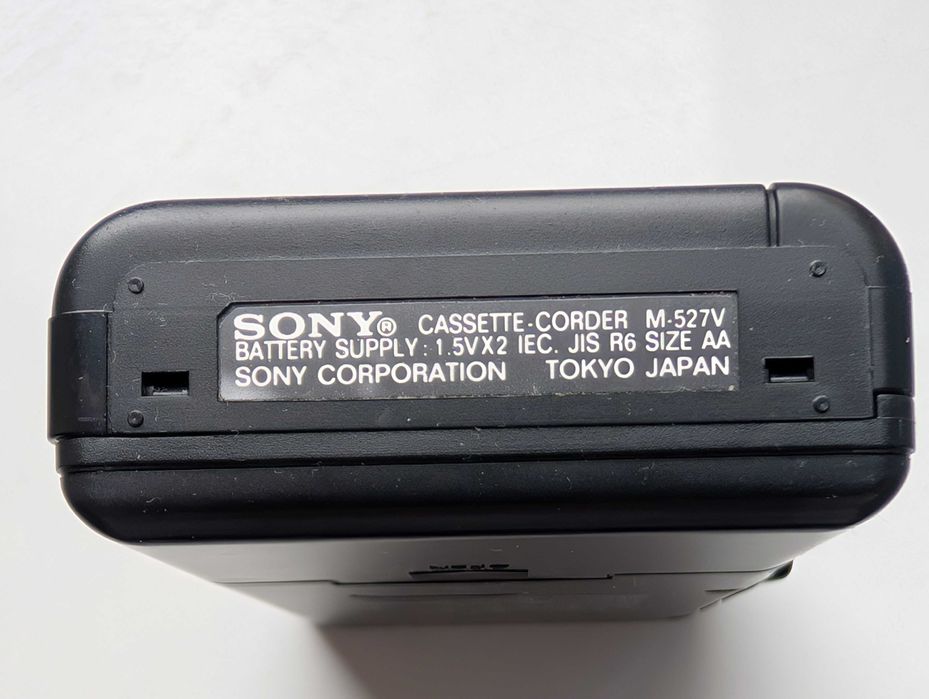 SONY® CASSETTE-CORDER M-527V
BATTERY SUPPLY: 1.5VX2 IEC. JIS R6 SIZE AA
SONY CORPORATION TOKYO JAPAN